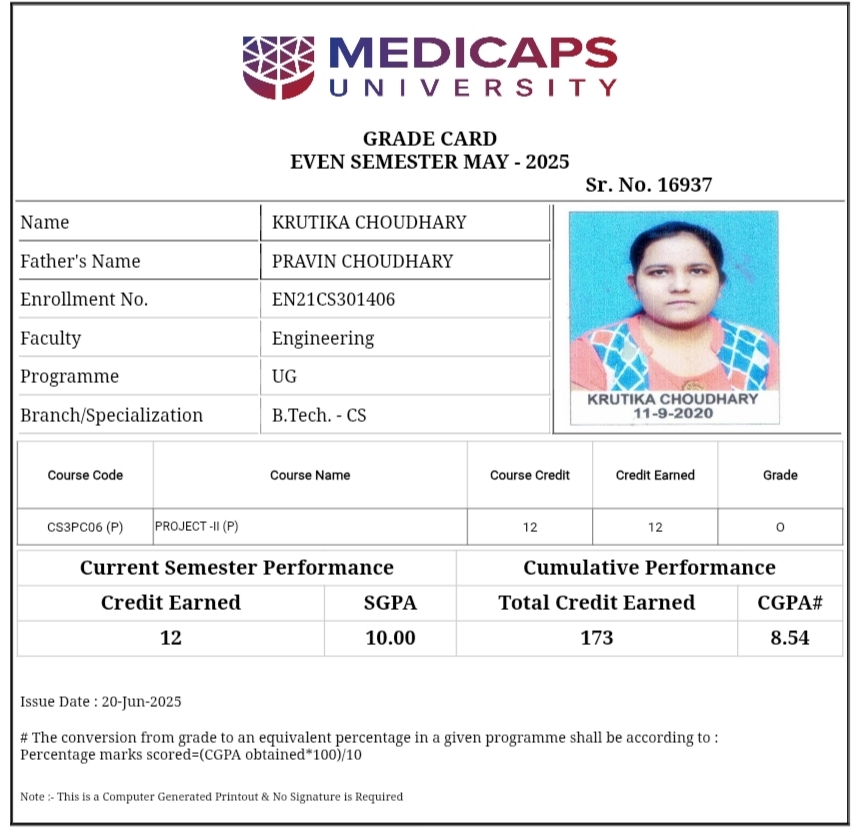 MEDICAPS
UNIVERSITY
GRADE CARD
EVEN SEMESTER MAY - 2025
Sr. No. 16937
Name KRUTIKA CHOUDHARY
Father's Name PRAVIN CHOUDHARY
Enrollment No. EN21CS301406
Faculty Engineering
Programme UG
Branch/Specialization B.Tech. - CS
KRUTIKA CHOUDHARY
11-9-2020
Course Code Course Name Course Credit Credit Earned Grade
CS3PC06 (P) PROJECT -II (P) 12 12 O
Current Semester Performance Cumulative Performance
Credit Earned SGPA Total Credit Earned CGPA#
12 10.00 173 8.54
Issue Date : 20-Jun-2025
# The conversion from grade to an equivalent percentage in a given programme shall be according to :
Percentage marks scored=(CGPA obtained*100)/10
Note :- This is a Computer Generated Printout & No Signature is Required